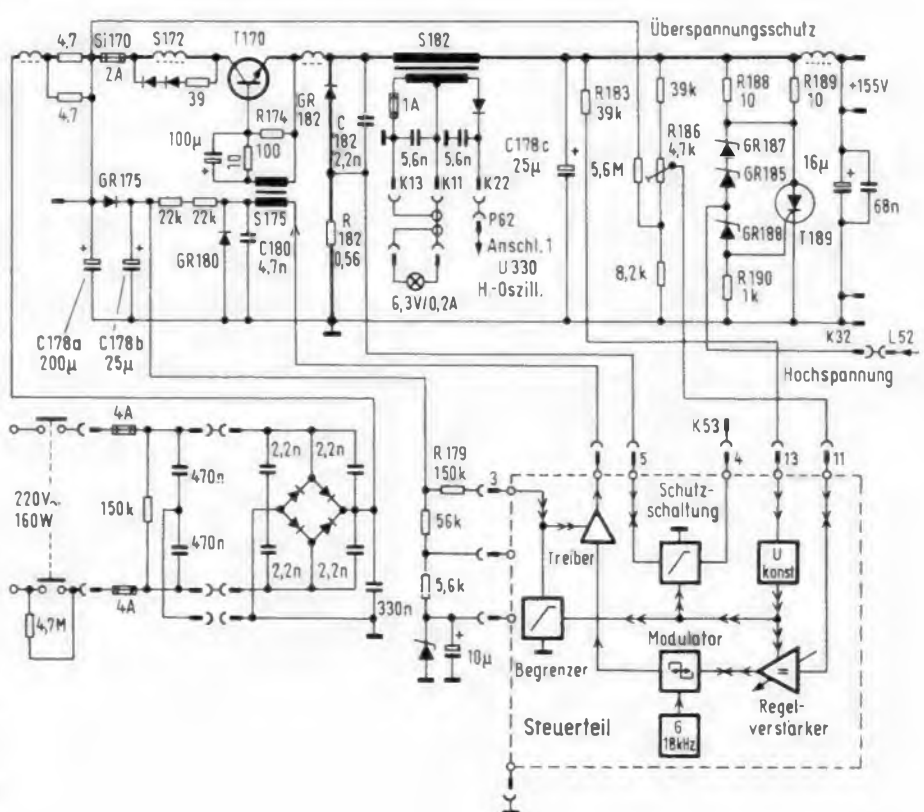 Überspannungsschutz
4.7
Si170
2A
S172
T170
S182
39
4.7
R174
100
100µ
10
GR
182
C
182
2,2n
1A
5,6n
5,6n
K13
K11
K22
P62
Anschl.1
U 330
H.-Oszill.
6,3V/0,2A
C178c
25µ
R183
39k
39k
R186
4,7k
5,6M
8,2k
R188
10
R189
10
+155V
GR187
GR185
GR188
16µ
T189
68n
R190
1k
K32
L52
Hochspannung
GR175
22k
22k
S175
GR180
C180
4,7n
R
182
0,56
C178a
200µ
C178b
25µ
4A
220V~
160W
150k
470n
470n
2,2n
2,2n
2,2n
2,2n
4A
4,7M
330n
R 179
150k
3
56k
5,6k
10µ
5
K53
4
13
11
Schutz-
schaltung
Treiber
U
konst
Begrenzer
Modulator
Regel-
verstärker
Steuerteil
G
18kHz